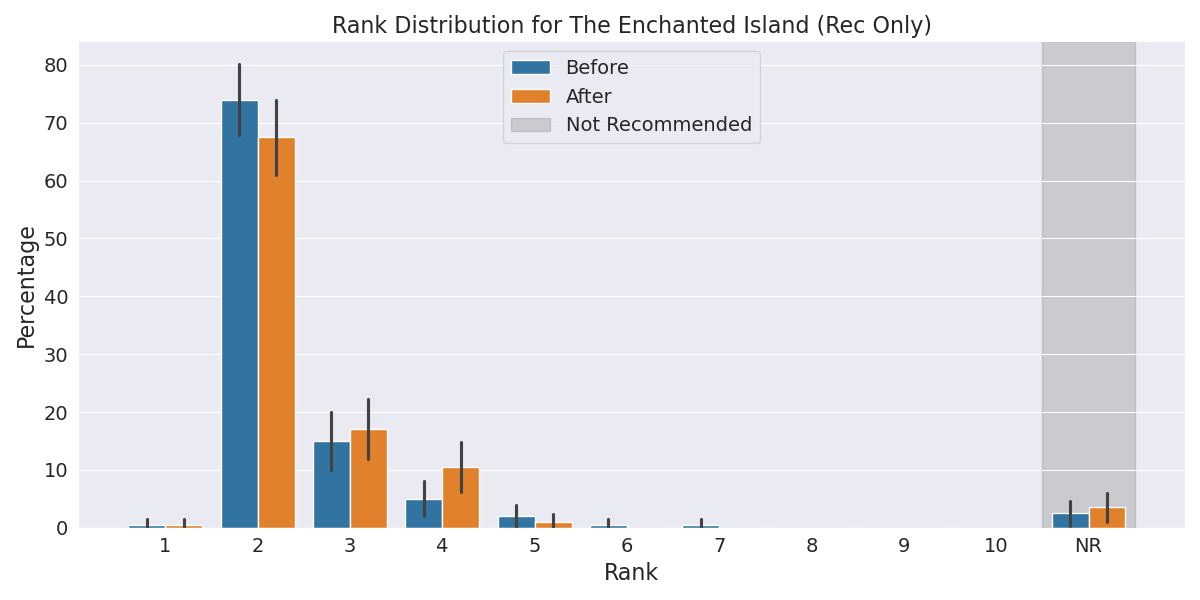 Rank Distribution for The Enchanted Island (Rec Only)
Before
After
Not Recommended
Percentage
80
70
60
50
40
30
20
10
0
1 2 3 4 5 6 7 8 9 10 NR
Rank